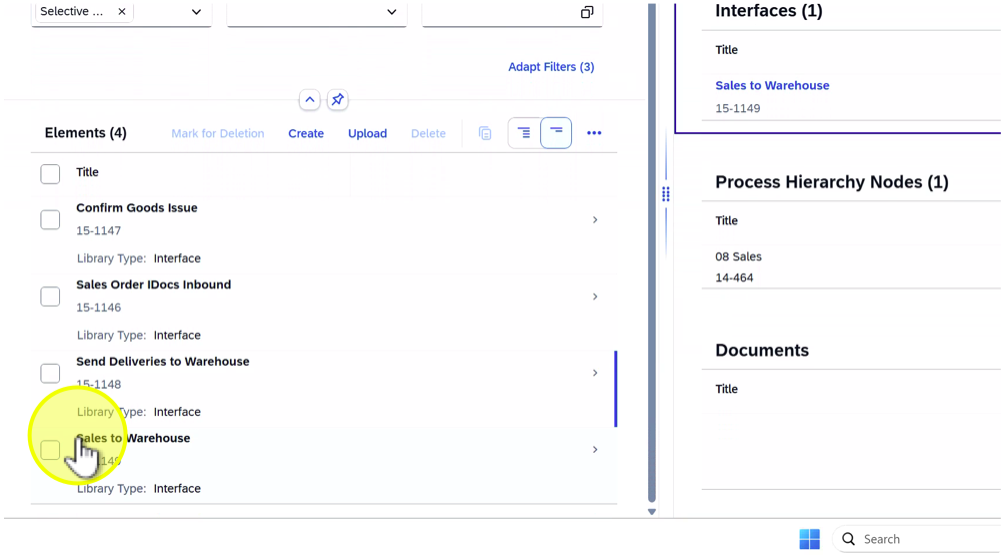 Selective ...
Adapt Filters (3)
Elements (4)
Mark for Deletion
Create
Upload
Delete
Title
Confirm Goods Issue
15-1147
Library Type: Interface
Sales Order IDocs Inbound
15-1146
Library Type: Interface
Send Deliveries to Warehouse
15-1148
Library Type: Interface
Sales to Warehouse
Library Type: Interface
Interfaces (1)
Title
Sales to Warehouse
15-1149
Process Hierarchy Nodes (1)
Title
08 Sales
14-464
Documents
Title
Search